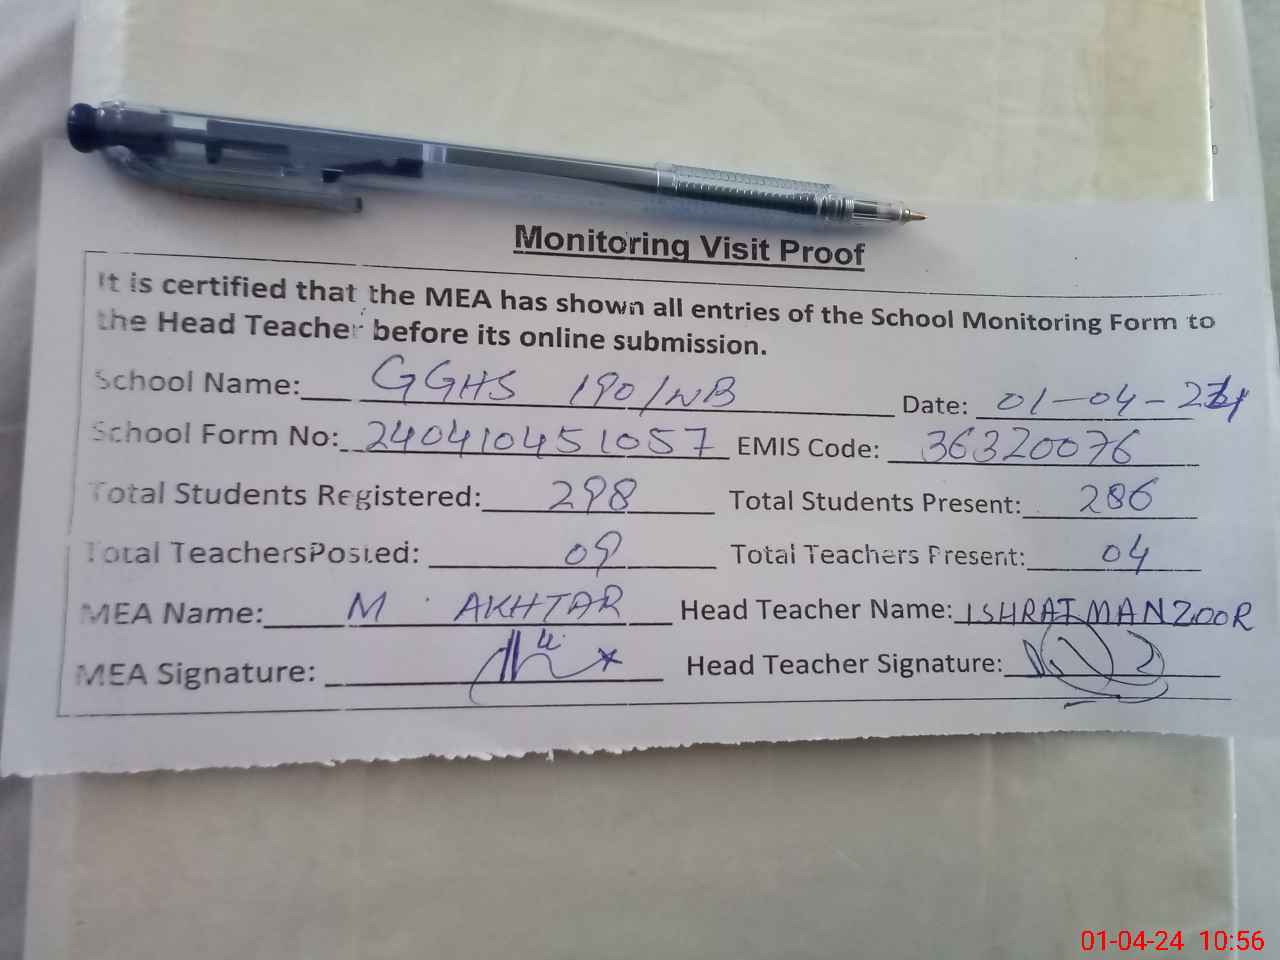 Monitoring Visit Proof
It is certified that the MEA has shown all entries of the School Monitoring Form to
the Head Teacher before its online submission.
School Name: GGHS 190/WB Date: 01-04-24
School Form No: 240410451057 EMIS Code: 36320076
Total Students Registered: 298 Total Students Present: 286
Total TeachersPosted: 09 Total Teachers Present: 04
MEA Name: M. AKHTAR Head Teacher Name: ISHRAT MANZOOR
MEA Signature: Head Teacher Signature:
01-04-24 10:56